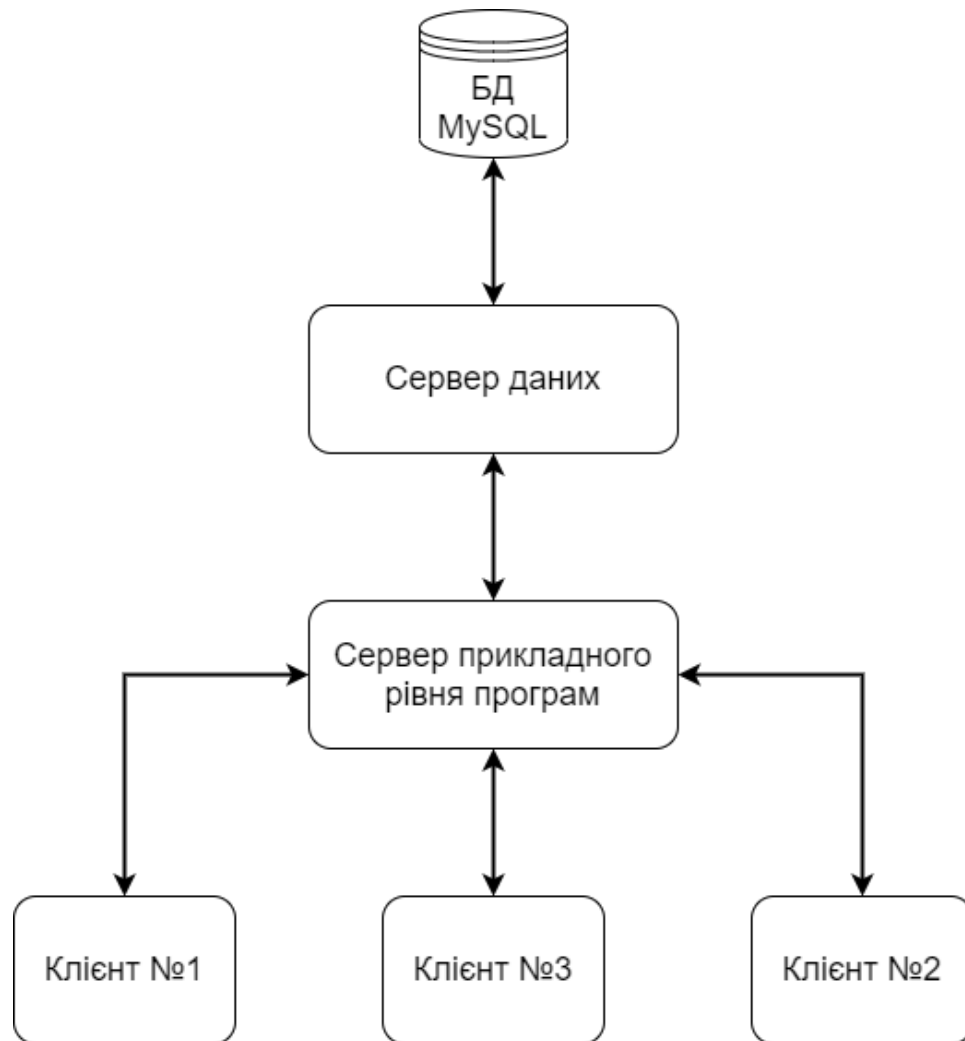 БД
MySQL
Сервер даних
Сервер прикладного
рівня програм
Клієнт №1
Клієнт №3
Клієнт №2